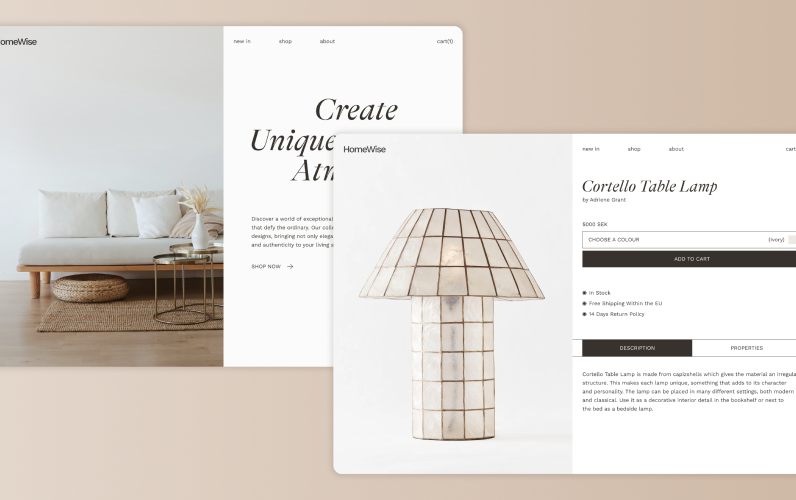 omeWise
new in shop about cart(1)
Create
Unique
Discover a world of exceptional
that defy the ordinary. Our
designs, bringing not only
and authenticity to your living
SHOP NOW
HomeWise
new in shop about cart
Cortello Table Lamp
by Adriene Grant
5000 SEK
CHOOSE A COLOUR (Ivory)
ADD TO CART
In Stock
Free Shipping Within the EU
14 Days Return Policy
DESCRIPTION PROPERTIES
Cortello Table Lamp is made from capizshells which gives the material an
structure. This makes each lamp unique, something that adds to its character
and personality. The lamp can be placed in many different settings, both modern
and classical. Use it as a decorative interior detail in the bookshelf or next to
the bed as a bedside lamp.